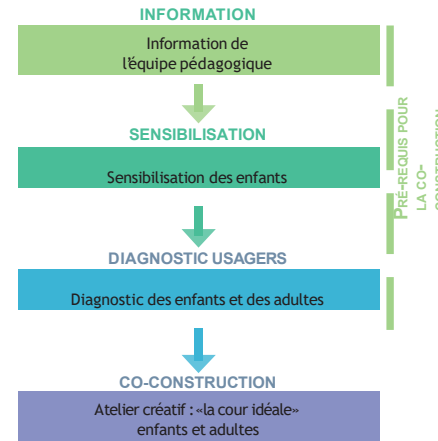 INFORMATION
Information de
l'équipe pédagogique
SENSIBILISATION
Sensibilisation des enfants
DIAGNOSTIC USAGERS
Diagnostic des enfants et des adultes
CO-CONSTRUCTION
Atelier créatif : «la cour idéale»
enfants et adultes
PRÉ-REQUIS POUR
LA CO-
CONSTRUCTION